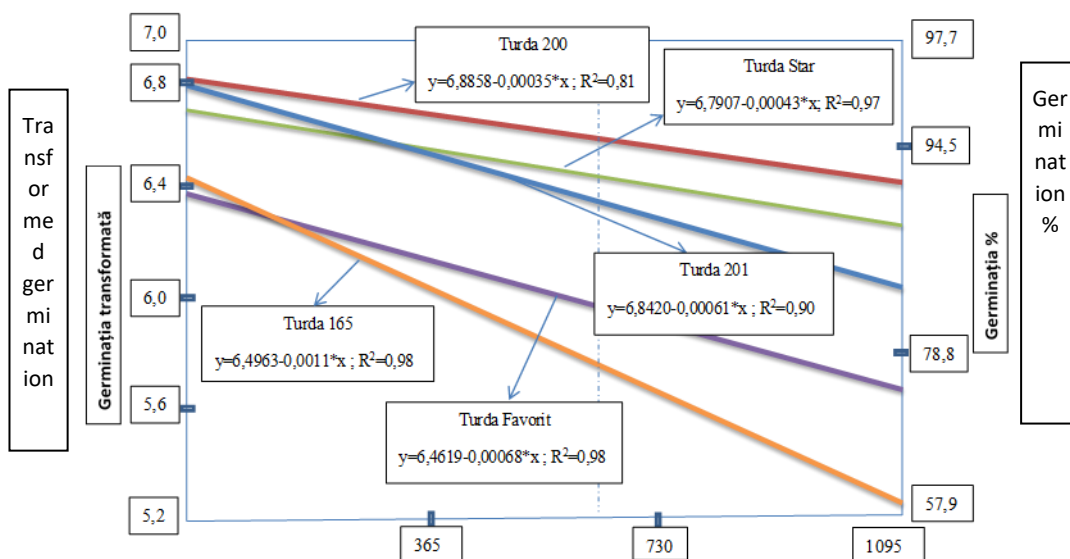 7,0
6,8
6,4
6,0
5,6
5,2
Tra
nsf
or
me
d
ger
mi
nat
ion
Germinația transformată
Turda 200
y=6,8858-0,00035*x ; R²=0,81
Turda Star
y=6,7907-0,00043*x; R²=0,97
Turda 201
y=6,8420-0,00061*x ; R²=0,90
Turda 165
y=6,4963-0,0011*x ; R²=0,98
Turda Favorit
y=6,4619-0,00068*x ; R²=0,98
97,7
94,5
78,8
57,9
Germinația %
Ger
mi
nat
ion
%
365
730
1095